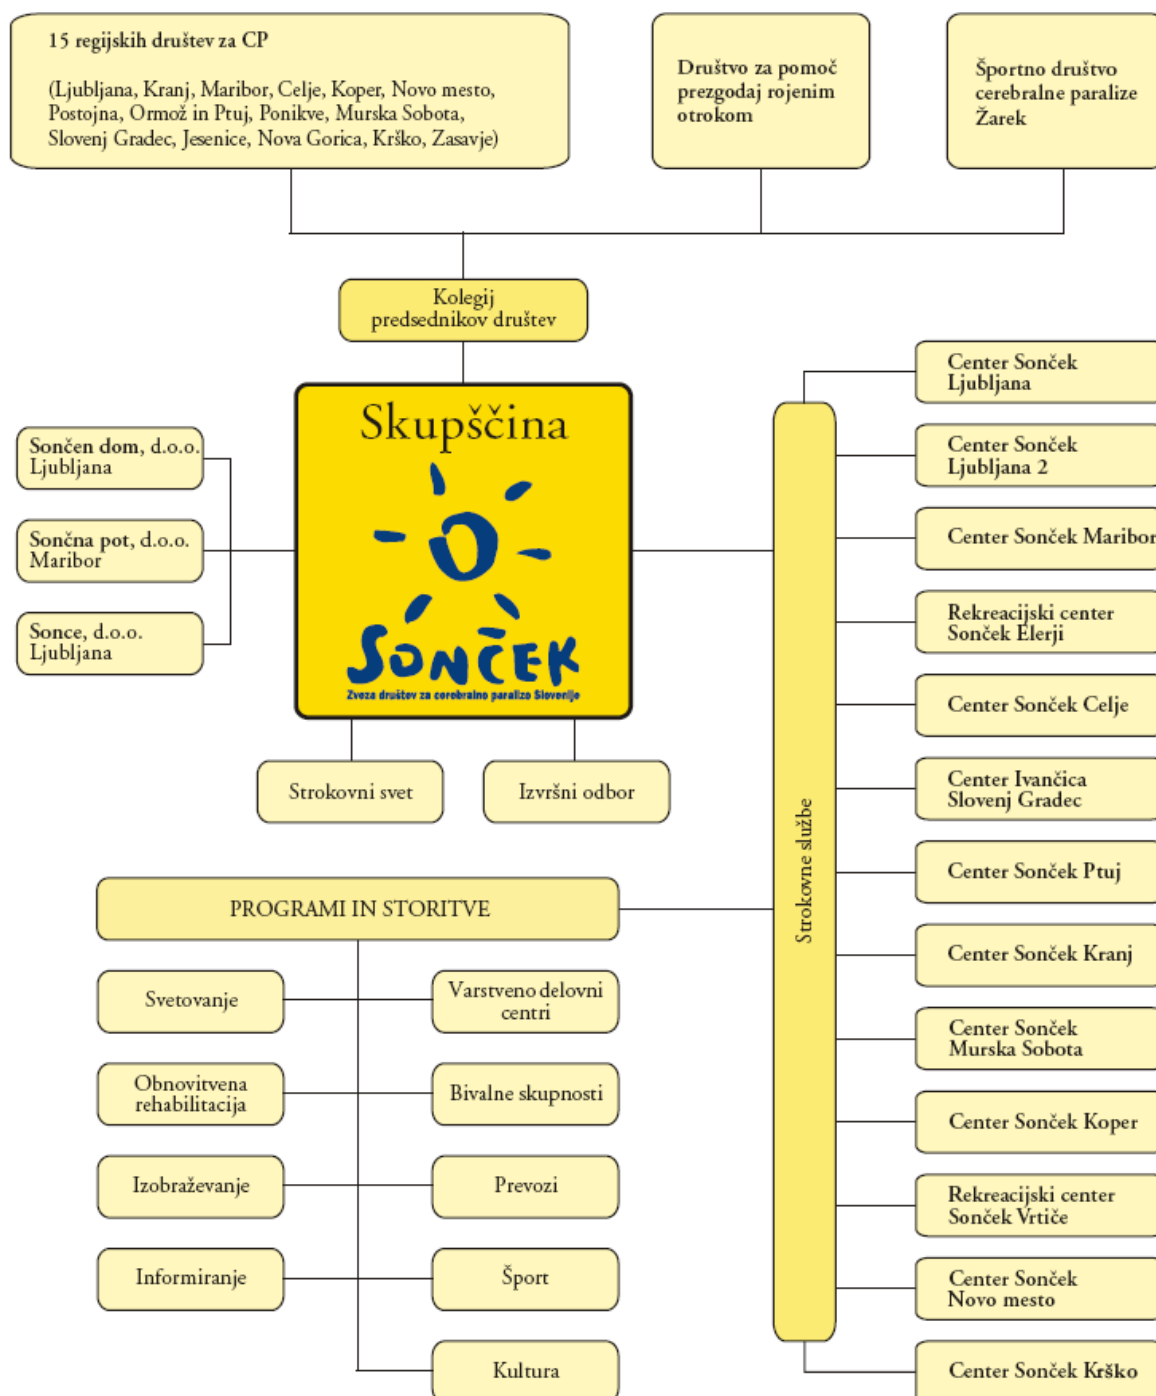 15 regijskih društev za CP
(Ljubljana, Kranj, Maribor, Celje, Koper, Novo mesto,
Postojna, Ormož in Ptuj, Ponikve, Murska Sobota,
Slovenj Gradec, Jesenice, Nova Gorica, Krško, Zasavje)
Društvo za pomoč
prezgodaj rojenim
otrokom
Športno društvo
cerebralne paralize
Žarek
Kolegij
predsednikov društev
Skupščina
SONČEK
Zveza društev za cerebralno paralizo Slovenije
Sončen dom, d.o.o.
Ljubljana
Sončna pot, d.o.o.
Maribor
Sonce, d.o.o.
Ljubljana
Strokovni svet
Izvršni odbor
Strokovne službe
Center Sonček
Ljubljana
Center Sonček
Ljubljana 2
Center Sonček Maribor
Rekreacijski center
Sonček Elerji
Center Sonček Celje
Center Ivančica
Slovenj Gradec
Center Sonček Ptuj
Center Sonček Kranj
Center Sonček
Murska Sobota
Center Sonček Koper
Rekreacijski center
Sonček Vrtiče
Center Sonček
Novo mesto
Center Sonček Krško
PROGRAMI IN STORITVE
Svetovanje
Varstveno delovni
centri
Obnovitvena
rehabilitacija
Bivalne skupnosti
Izobraževanje
Prevozi
Informiranje
Šport
Kultura